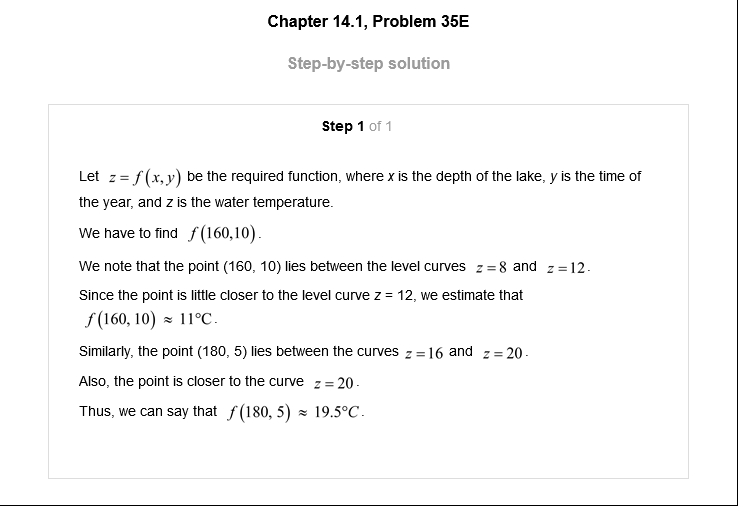 Chapter 14.1, Problem 35E
Step-by-step solution
Step 1 of 1
Let z = f(x, y) be the required function, where x is the depth of the lake, y is the time of
the year, and z is the water temperature.
We have to find f(160,10).
We note that the point (160, 10) lies between the level curves z = 8 and z = 12.
Since the point is little closer to the level curve z = 12, we estimate that
f(160, 10) ≈ 11°C.
Similarly, the point (180, 5) lies between the curves z = 16 and z = 20.
Also, the point is closer to the curve z = 20.
Thus, we can say that f(180, 5) ≈ 19.5°C.